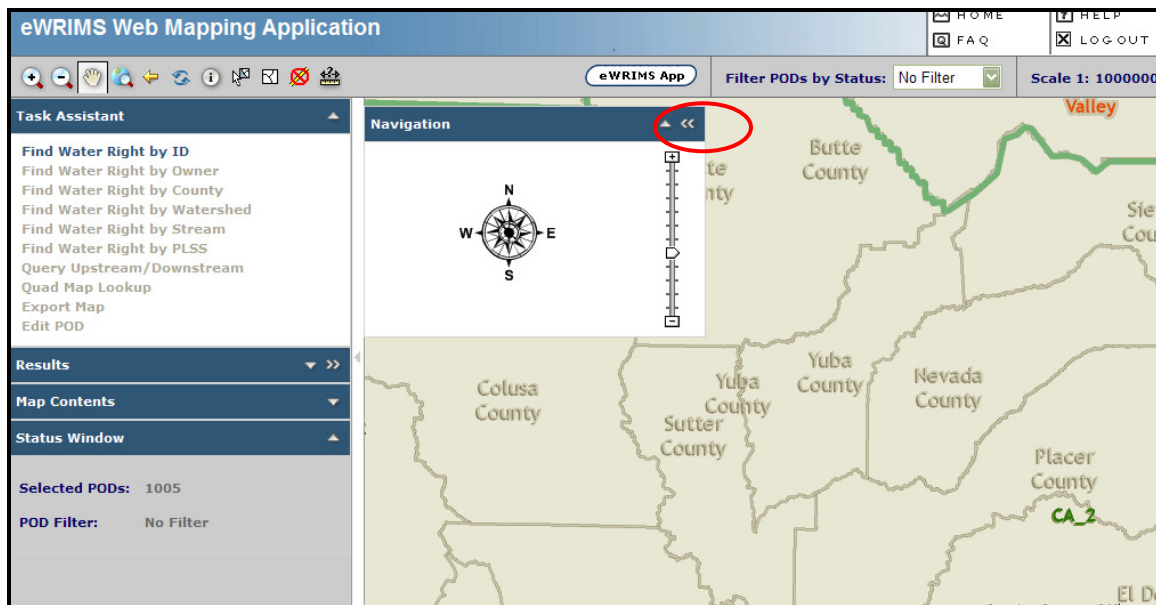 eWRIMS Web Mapping Application
HOME
HELP
FAQ
LOGOUT
eWRIMS App
Filter PODs by Status: No Filter
Scale 1: 1000000
Task Assistant
Find Water Right by ID
Find Water Right by Owner
Find Water Right by County
Find Water Right by Watershed
Find Water Right by Stream
Find Water Right by PLSS
Query Upstream/Downstream
Quad Map Lookup
Export Map
Edit POD
Results
Map Contents
Status Window
Selected PODs: 1005
POD Filter: No Filter
Navigation
N
W E
S
Valley
Butte
County
Yuba
County
Nevada
County
Colusa
County
Yuba
County
Sutter
County
Placer
County
CA_2
El Do